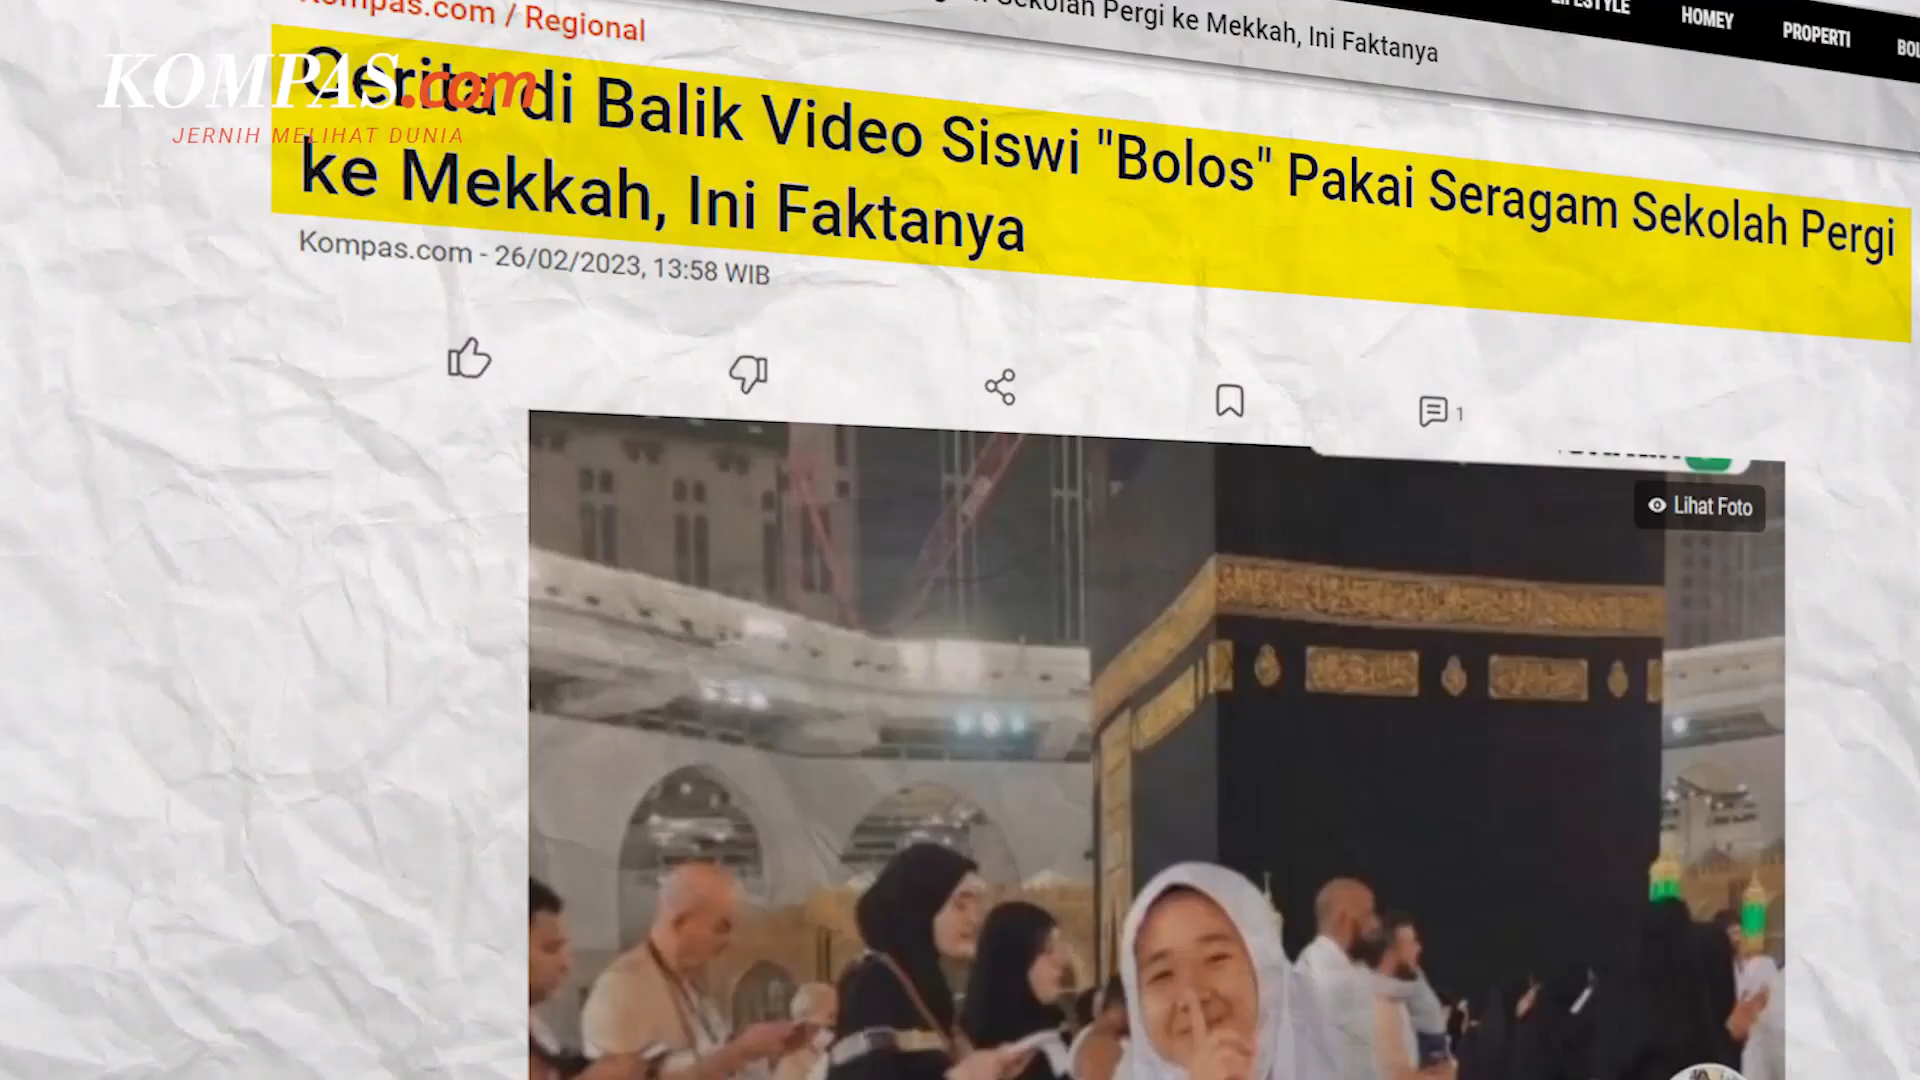 Kompas.com / Regional
Sekolah Pergi ke Mekkah, Ini Faktanya
LIFESTYLE
HOMEY
PROPERTI
KOMPAS.com
JERNIH MELIHAT DUNIA
Cerita di Balik Video Siswi "Bolos" Pakai Seragam Sekolah Pergi
ke Mekkah, Ini Faktanya
Kompas.com - 26/02/2023, 13:58 WIB
1
Lihat Foto